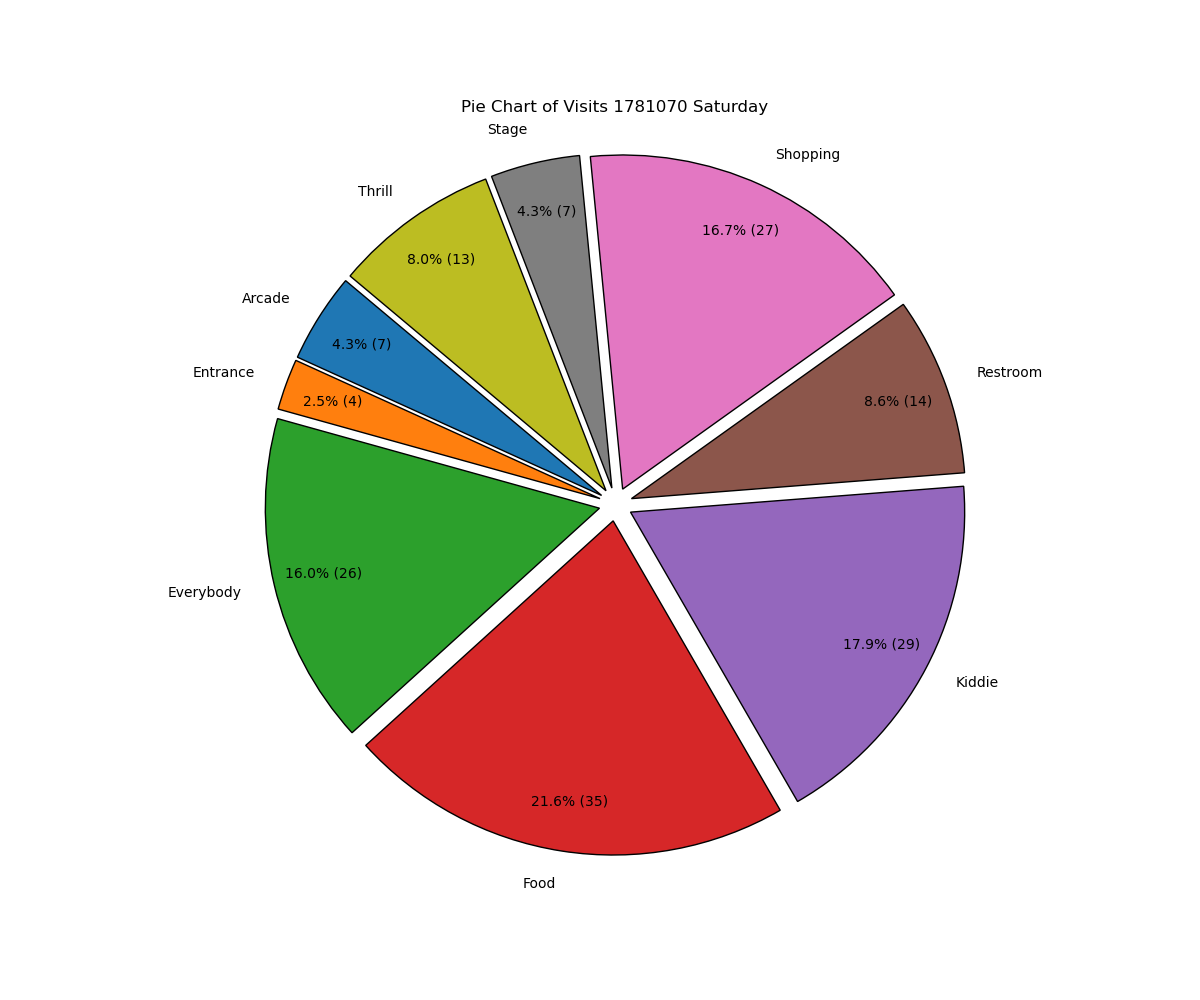 Pie Chart of Visits 1781070 Saturday
Stage
Shopping
Thrill
4.3% (7)
16.7% (27)
8.0% (13)
Arcade
4.3% (7)
Entrance
Restroom
2.5% (4)
8.6% (14)
16.0% (26)
Everybody
17.9% (29)
Kiddie
21.6% (35)
Food